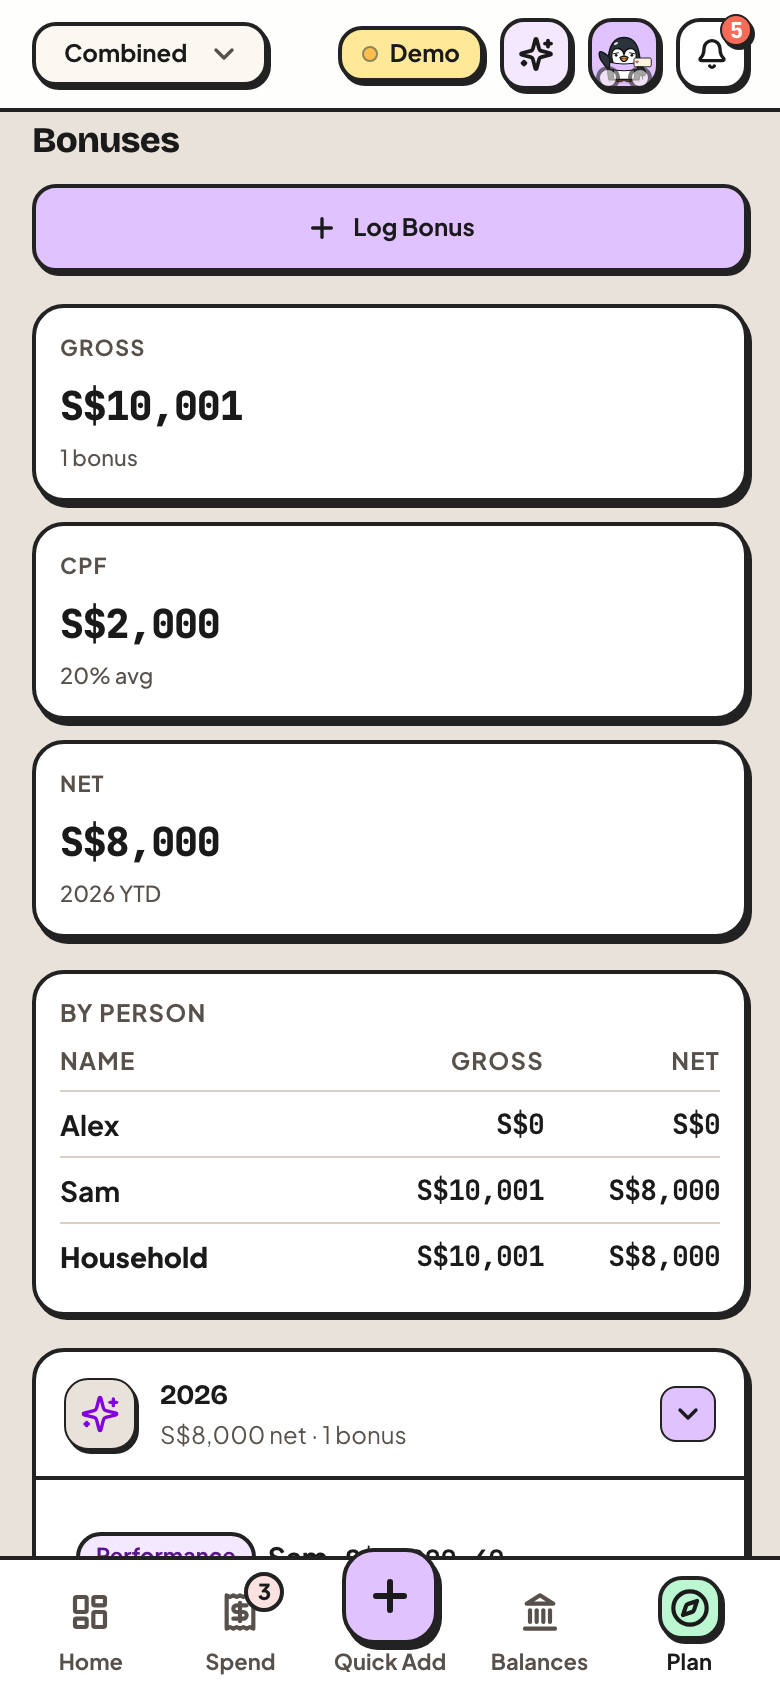 Combined
Demo
5
Bonuses
Log Bonus
GROSS
S$10,001
1 bonus
CPF
S$2,000
20% avg
NET
S$8,000
2026 YTD
BY PERSON
NAME GROSS NET
Alex S$0 S$0
Sam S$10,001 S$8,000
Household S$10,001 S$8,000
2026
S$8,000 net · 1 bonus
Performance Sam
3
Home Spend Quick Add Balances Plan